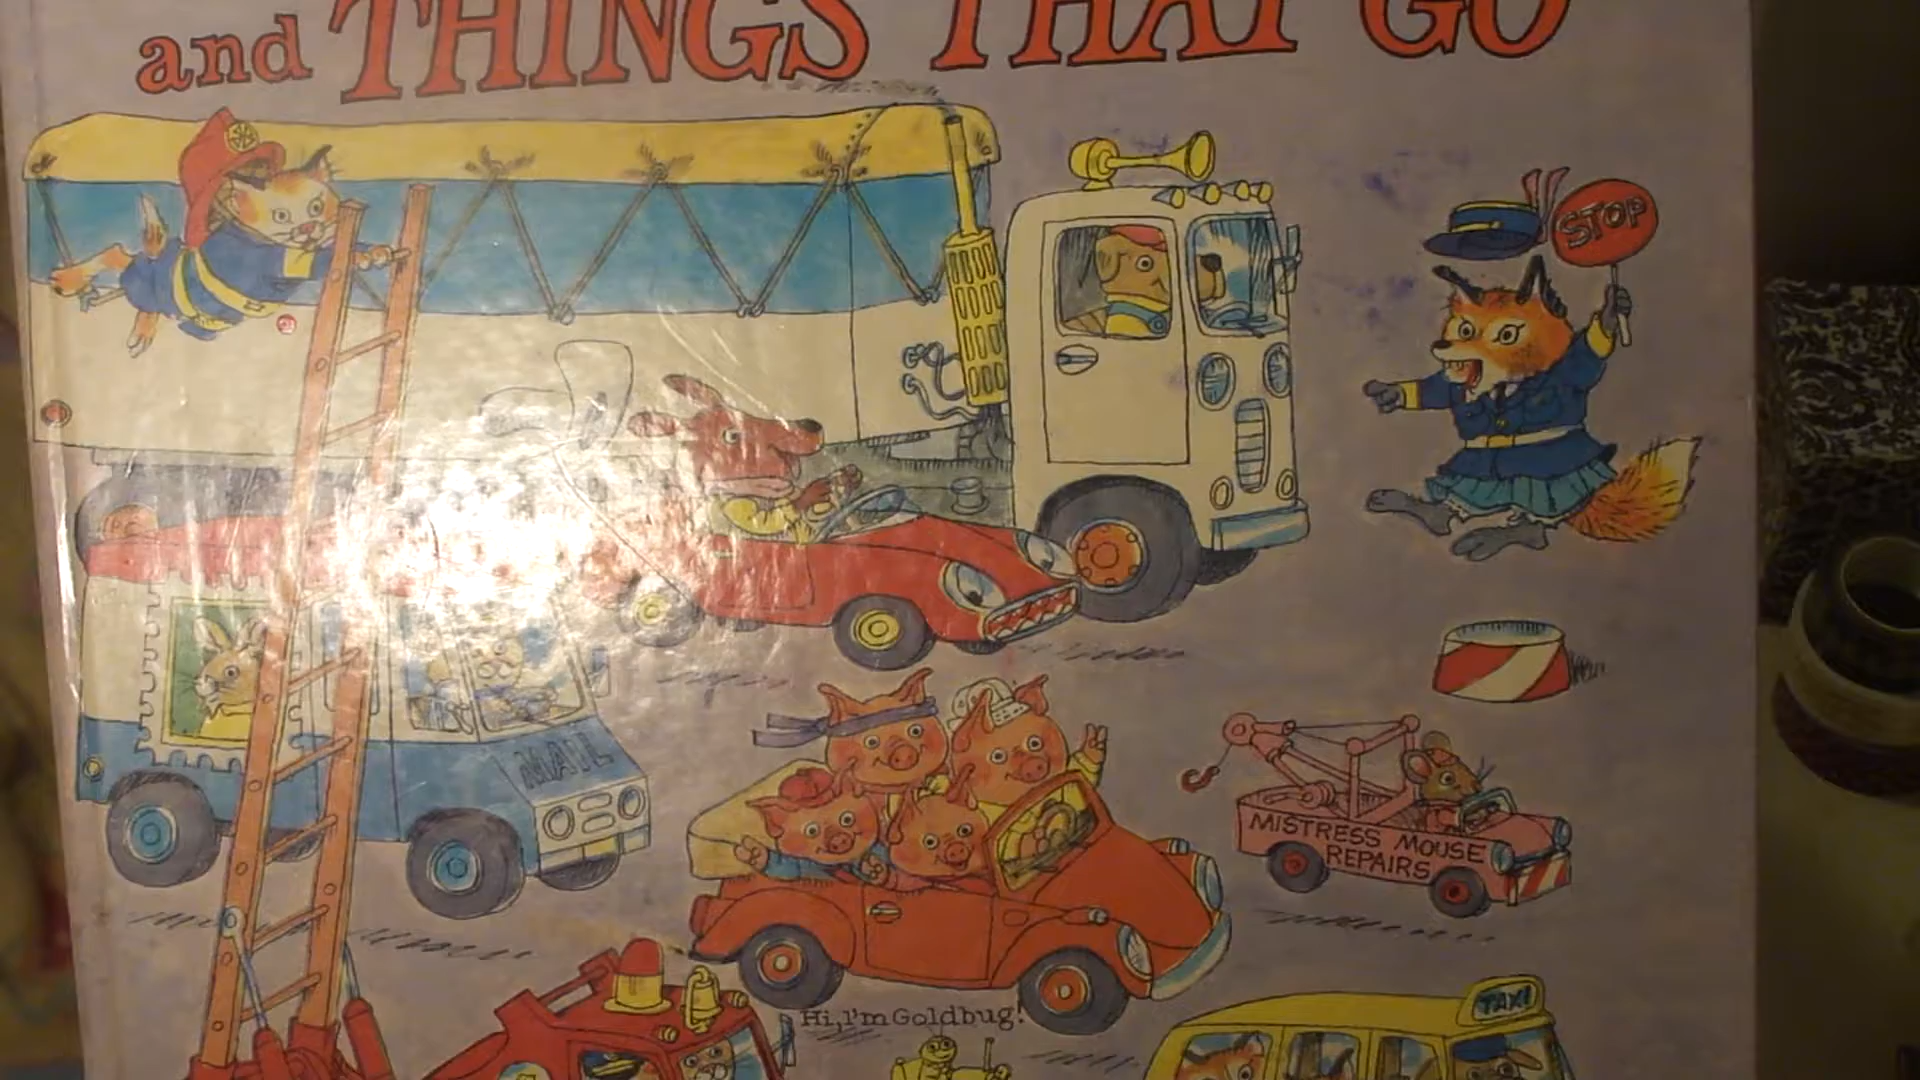 and THINGS THAT GO
STOP
MAIL
MISTRESS MOUSE
REPAIRS
Hi, I'm Goldbug!
TAXI